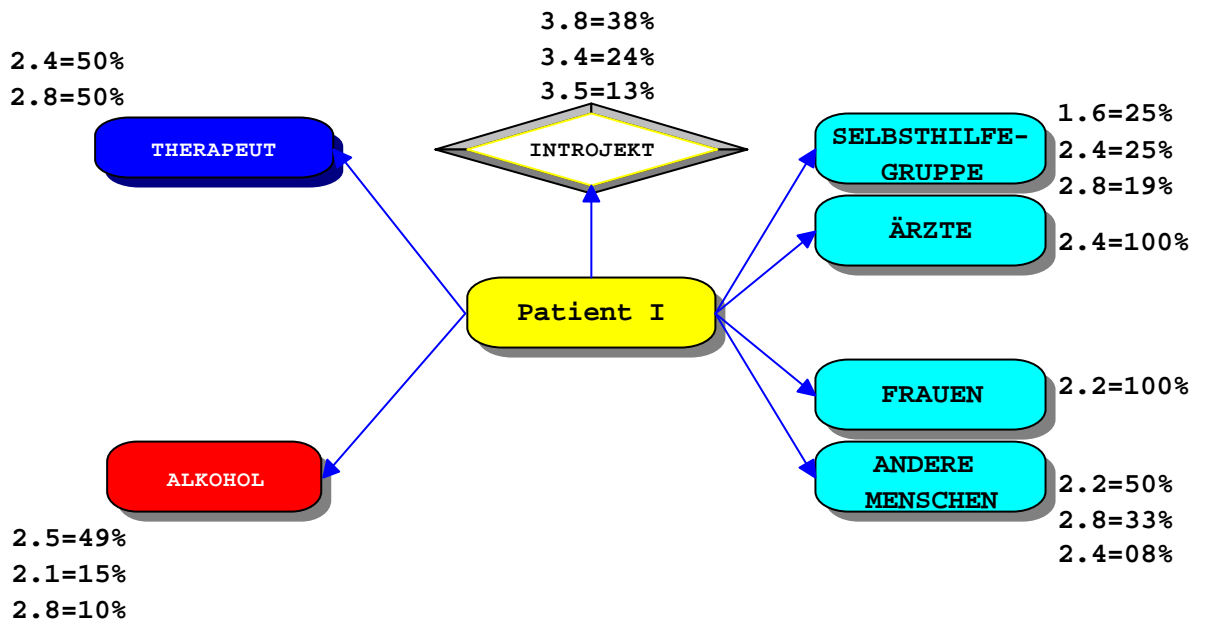 2.4=50%
2.8=50%
THERAPEUT
3.8=38%
3.4=24%
3.5=13%
INTROJEKT
SELBSTHILFE-
GRUPPE
1.6=25%
2.4=25%
2.8=19%
ÄRZTE
2.4=100%
Patient I
FRAUEN
2.2=100%
ANDERE
MENSCHEN
2.2=50%
2.8=33%
2.4=08%
ALKOHOL
2.5=49%
2.1=15%
2.8=10%